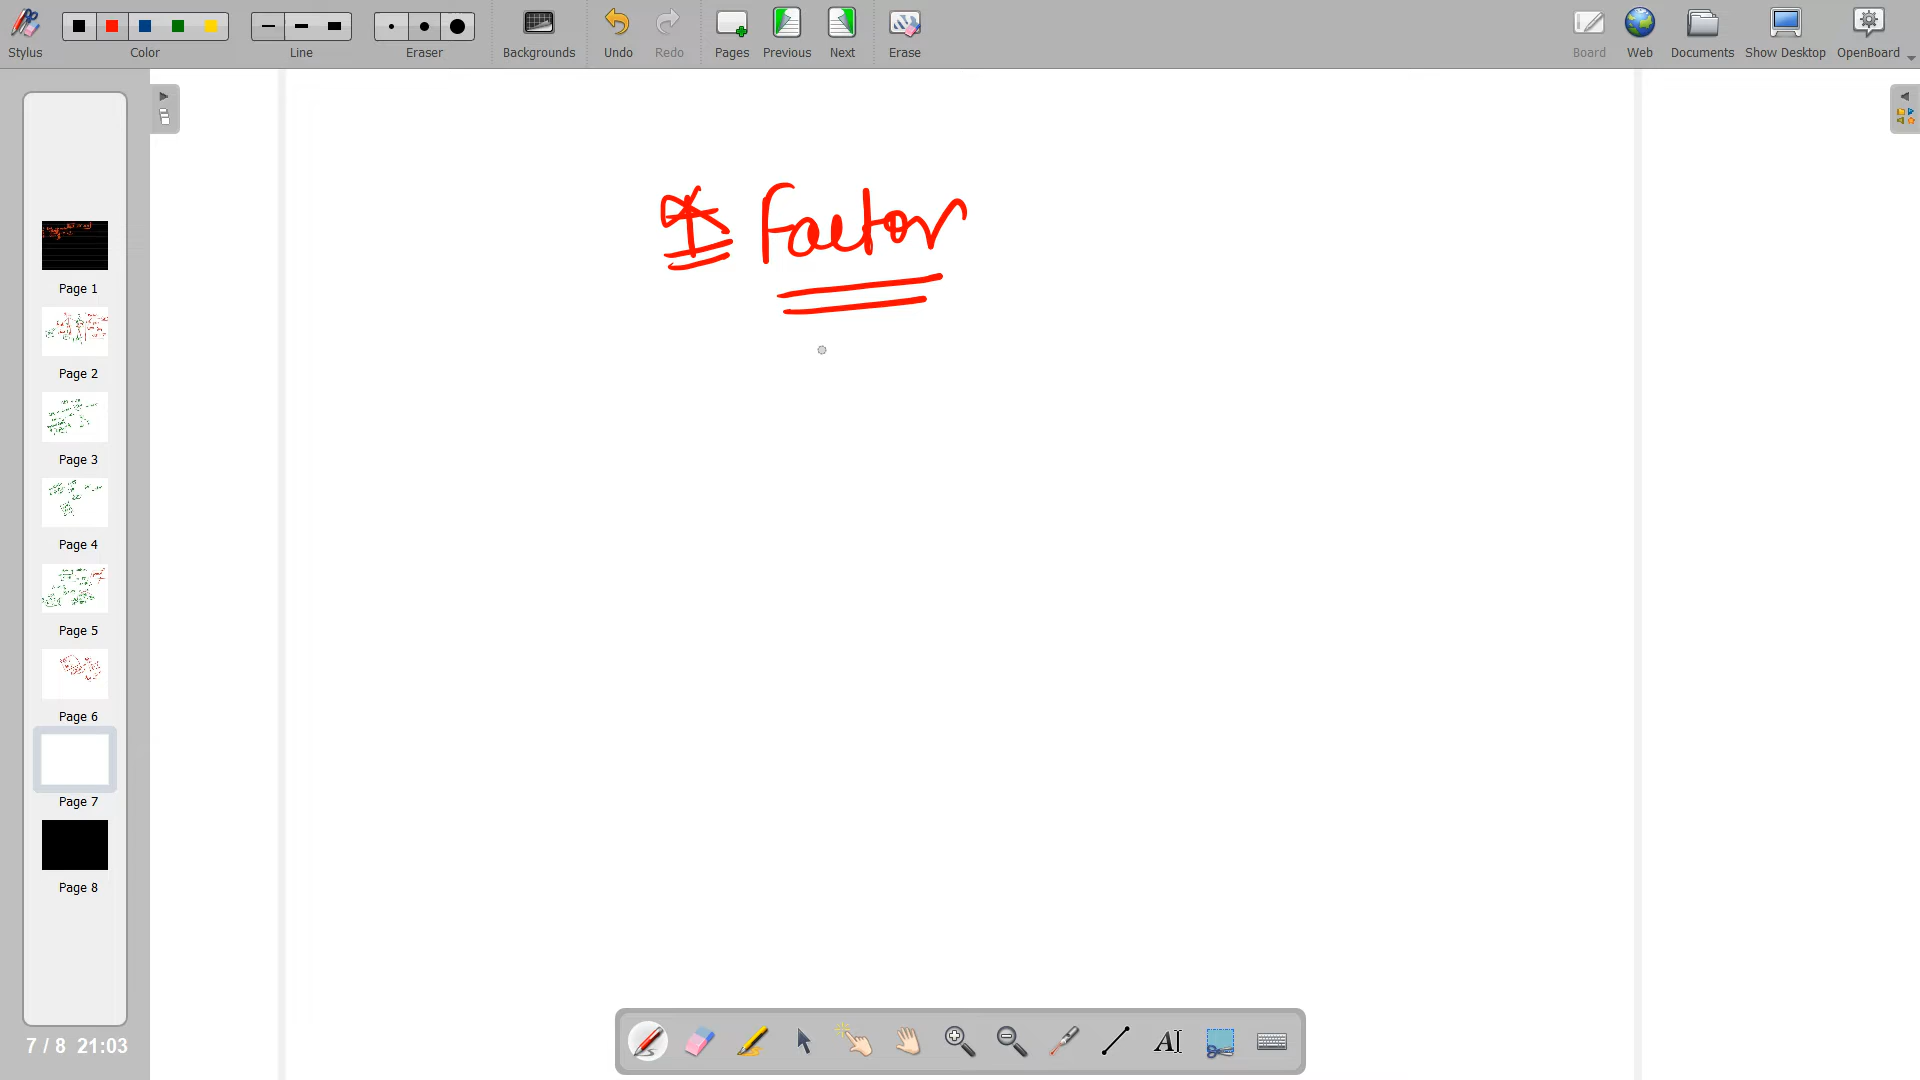 Stylus
Color
Line
Eraser
Backgrounds
Undo
Redo
Pages
Previous
Next
Erase
Board
Web
Documents
Show Desktop
OpenBoard
* Factor
Page 1
Page 2
Page 3
Page 4
Page 5
Page 6
Page 7
Page 8
7 / 8 21:03